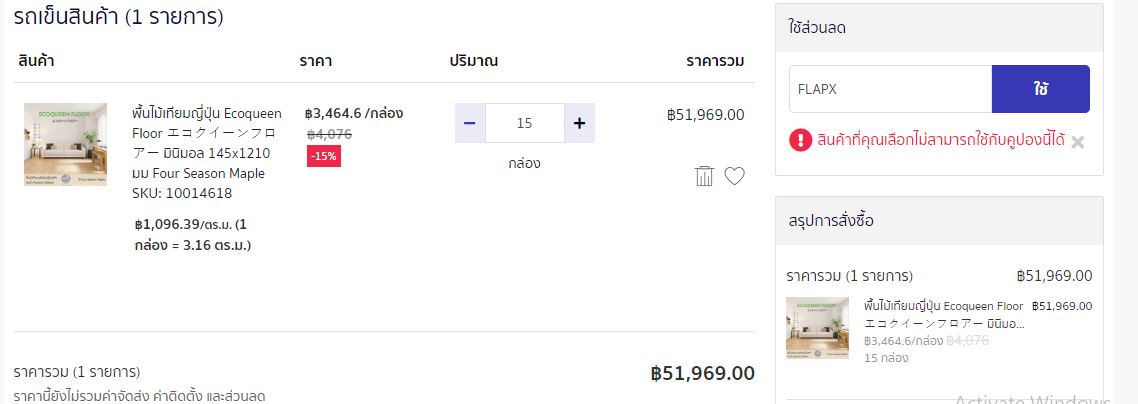 รถเข็นสินค้า (1 รายการ)
สินค้า ราคา ปริมาณ ราคารวม
ECOQUEEN FLOOR
พื้นไม้เทียมญี่ปุ่น Ecoqueen
Floor エコクイーンフロ
アー มินิมอล 145x1210
มม Four Season Maple
SKU: 10014618
฿1,096.39/ตร.ม. (1
กล่อง = 3.16 ตร.ม.)
฿3,464.6 /กล่อง
฿4,076
-15%
− 15 +
กล่อง
฿51,969.00
ราคารวม (1 รายการ) ฿51,969.00
ราคานี้ยังไม่รวมค่าจัดส่ง ค่าติดตั้ง และส่วนลด
ใช้ส่วนลด
FLAPX ใช้
สินค้าที่คุณเลือกไม่สามารถใช้กับคูปองนี้ได้
สรุปการสั่งซื้อ
ราคารวม (1 รายการ) ฿51,969.00
ECOQUEEN FLOOR
พื้นไม้เทียมญี่ปุ่น Ecoqueen Floor ฿51,969.00
エコクイーンフロアー มินิมอ...
฿3,464.6/กล่อง ฿4,076
15 กล่อง
Activate Windows